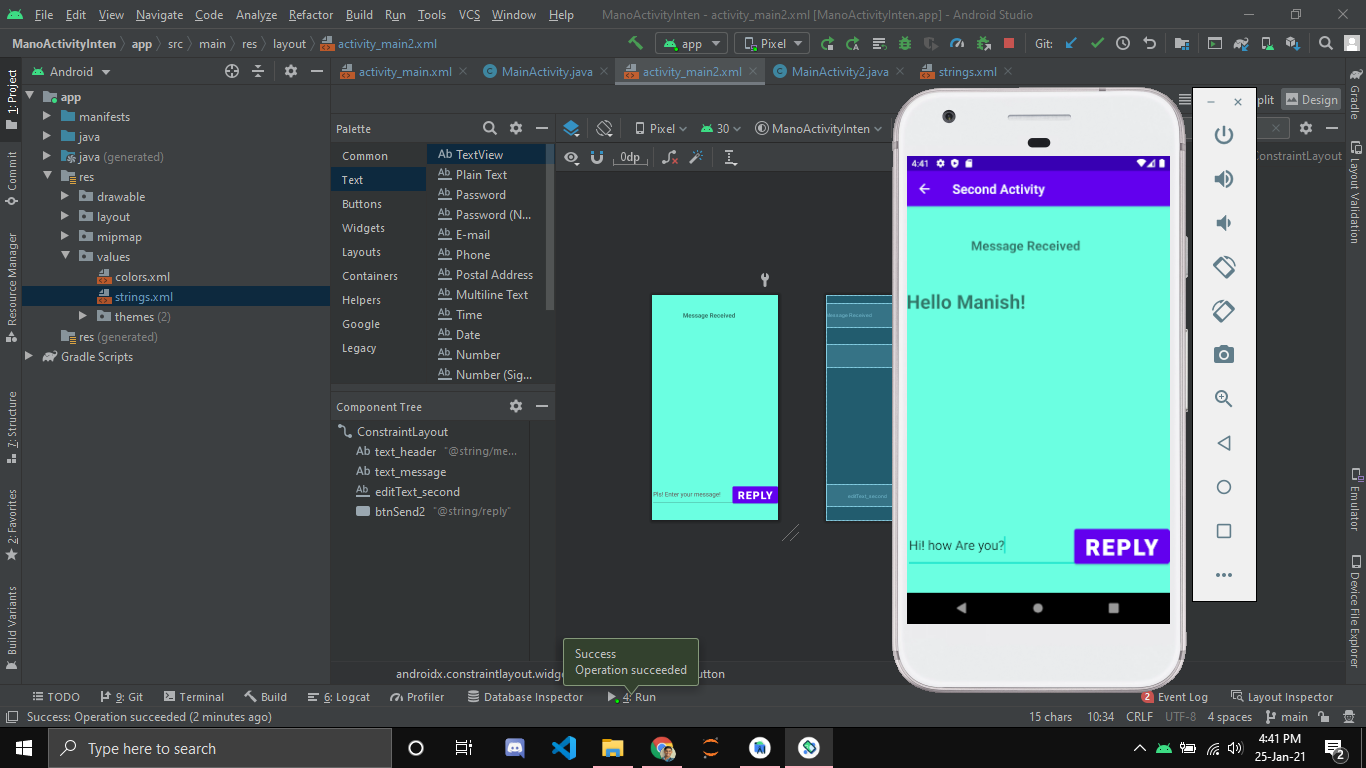 File Edit View Navigate Code Analyze Refactor Build Run Tools VCS Window Help ManoActivityInten - activity_main2.xml [ManoActivityInten.app] - Android Studio
ManoActivityInten app src main res layout activity_main2.xml app Pixel Git:
Android activity_main.xml MainActivity.java activity_main2.xml MainActivity2.java strings.xml
1: Project
Commit
Resource Manager
7: Structure
2: Favorites
Build Variants
app
manifests
java
java (generated)
res
drawable
layout
mipmap
values
colors.xml
strings.xml
themes (2)
res (generated)
Gradle Scripts
plit Design
Palette
Pixel 30 ManoActivityInten
0dp
ConstraintLayout
Common
Text
Buttons
Widgets
Layouts
Containers
Helpers
Google
Legacy
Ab TextView
Ab Plain Text
Ab Password
Ab Password (N...
Ab E-mail
Ab Phone
Ab Postal Address
Ab Multiline Text
Ab Time
Ab Date
Ab Number
Ab Number (Sig...
Component Tree
ConstraintLayout
Ab text_header "@string/me...
Ab text_message
Ab editText_second
btnSend2 "@string/reply"
Message Received
Pls! Enter your message!
REPLY
Message Received
editText_second
4:41
Second Activity
Message Received
Hello Manish!
Hi! how Are you?
REPLY
Gradle
Layout Validation
Emulator
Device File Explorer
Success
Operation succeeded
androidx.constraintlayout.widge
utton
TODO 9: Git Terminal Build 6: Logcat Profiler Database Inspector 4: Run 2 Event Log Layout Inspector
Success: Operation succeeded (2 minutes ago) 15 chars 10:34 CRLF UTF-8 4 spaces main
Type here to search
4:41 PM
25-Jan-21
2